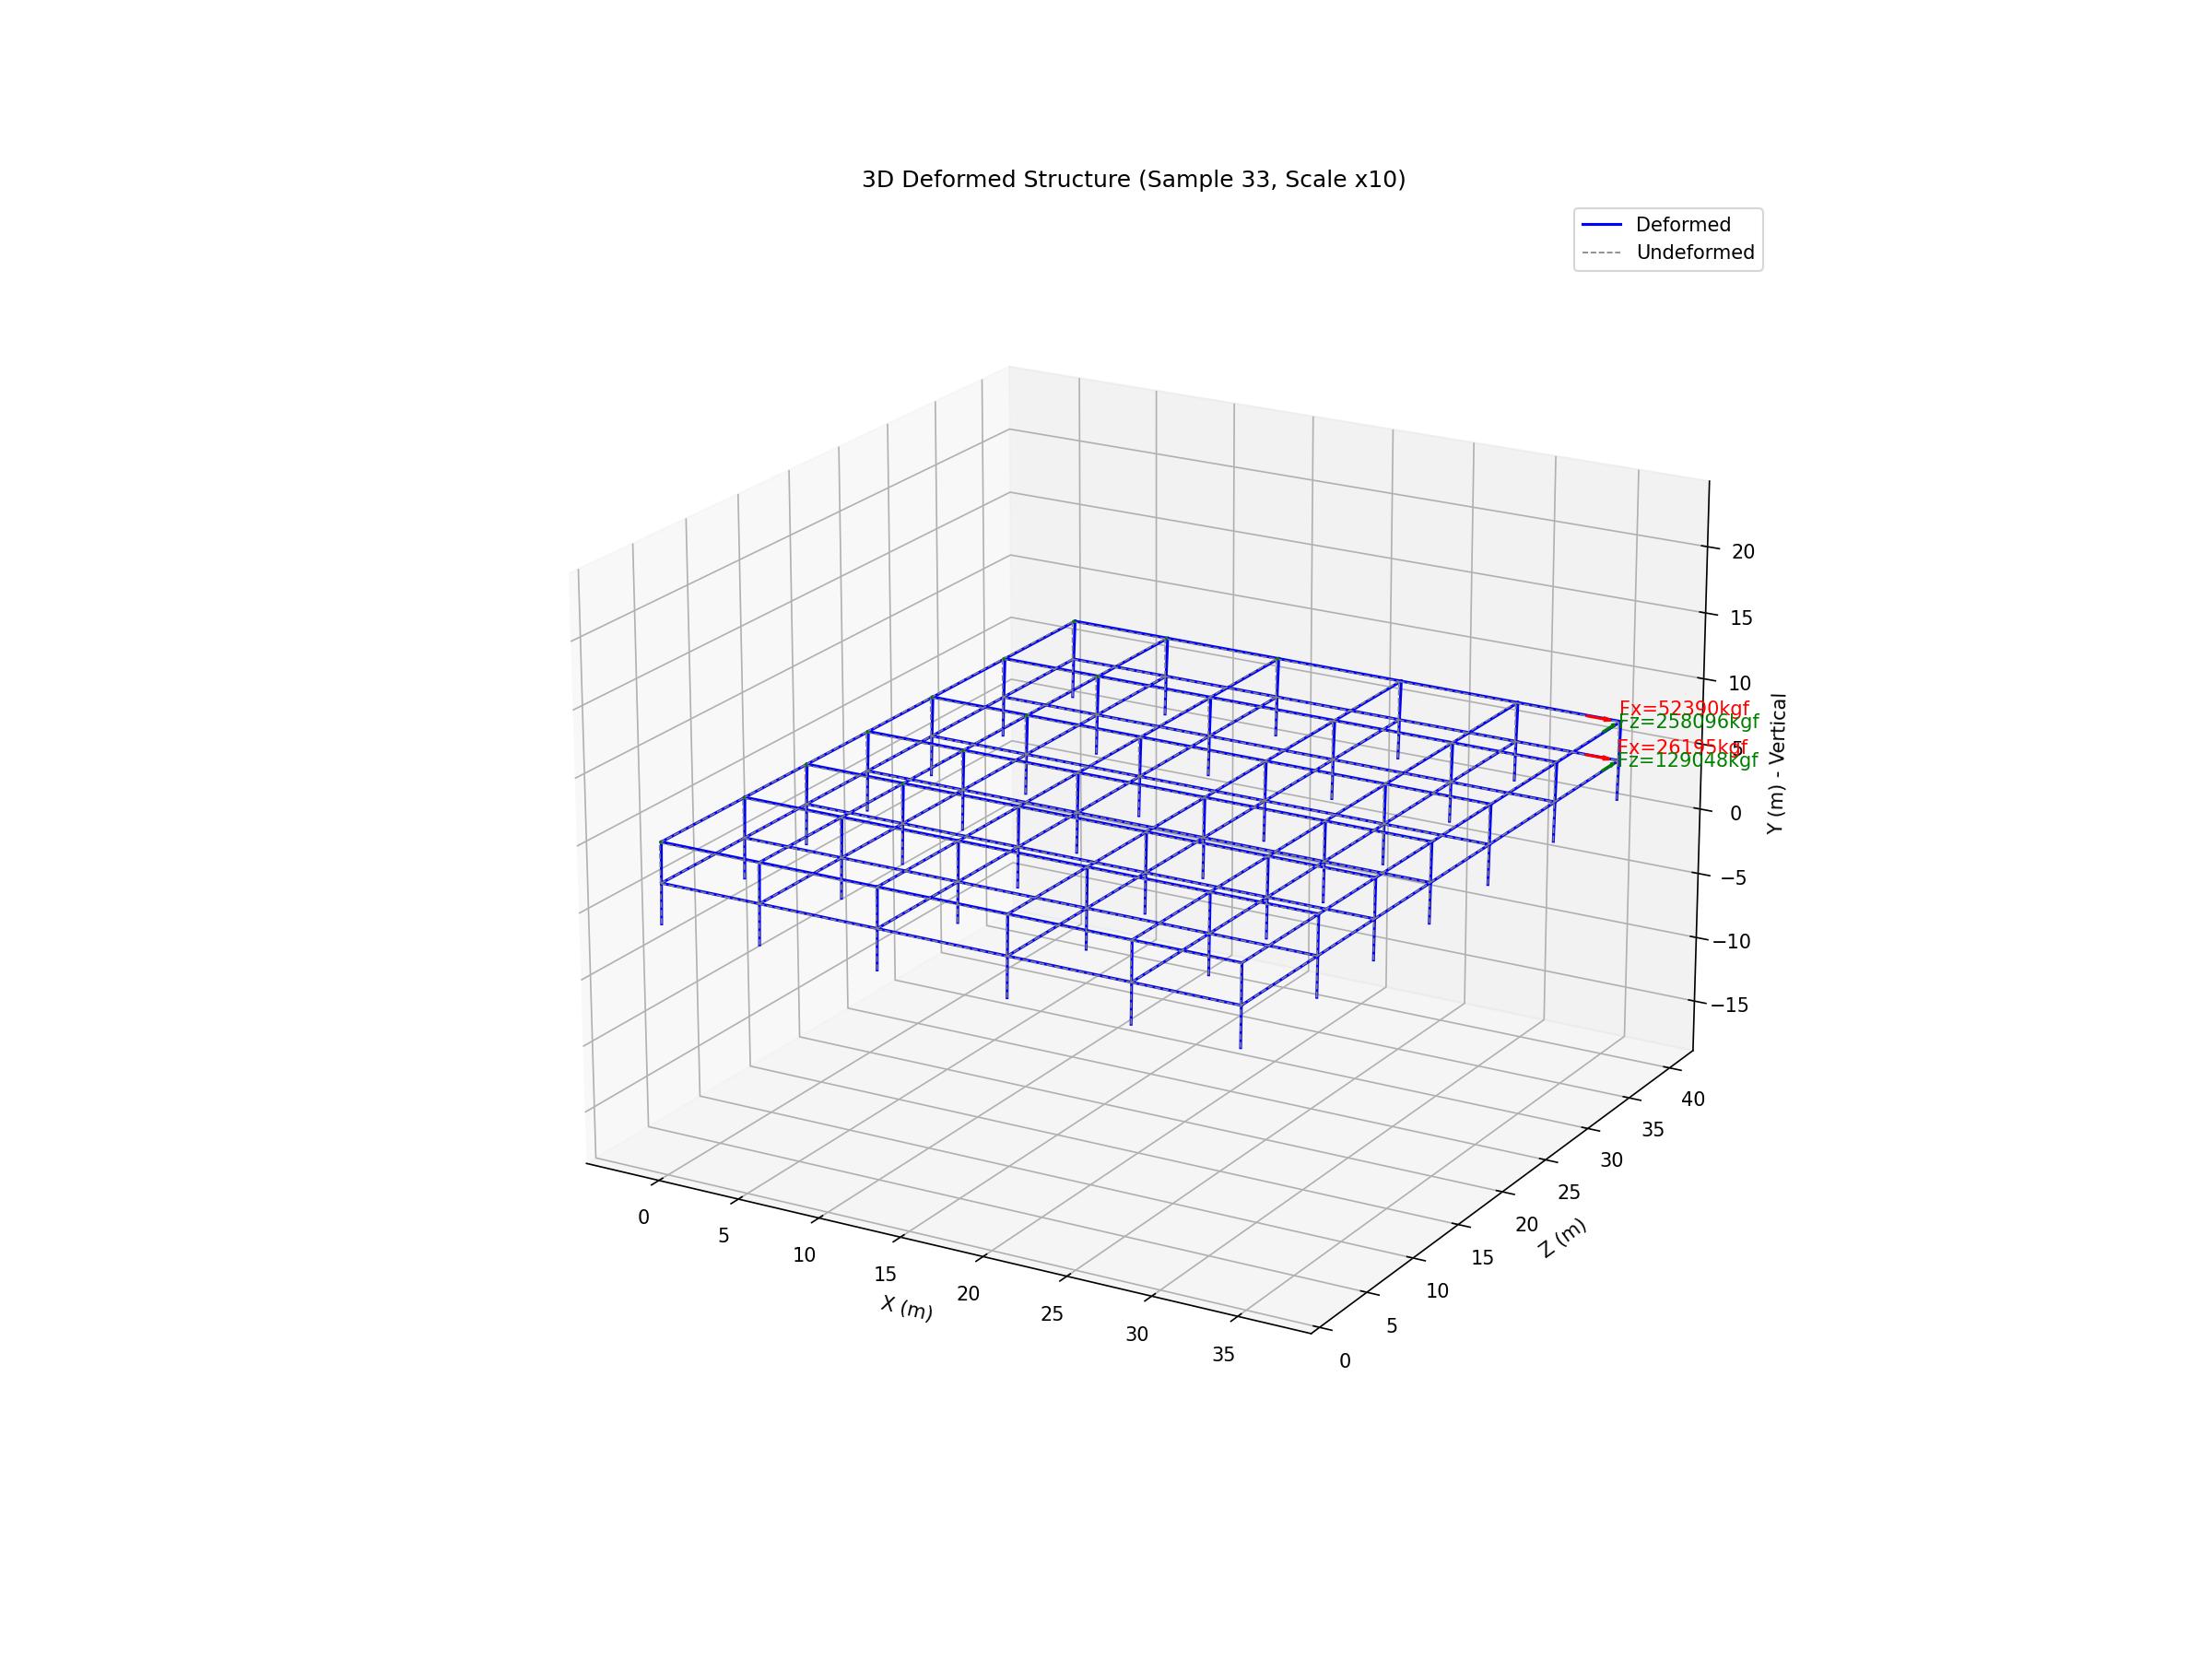 3D Deformed Structure (Sample 33, Scale x10)
Deformed
Undeformed
20
15
10
5
0
−5
−10
−15
Y (m) - Vertical
Fx=52390kgf
Fz=258096kgf
Fx=26195kgf
Fz=129048kgf
0
5
10
15
20
25
30
35
X (m)
0
5
10
15
20
25
30
35
40
Z (m)